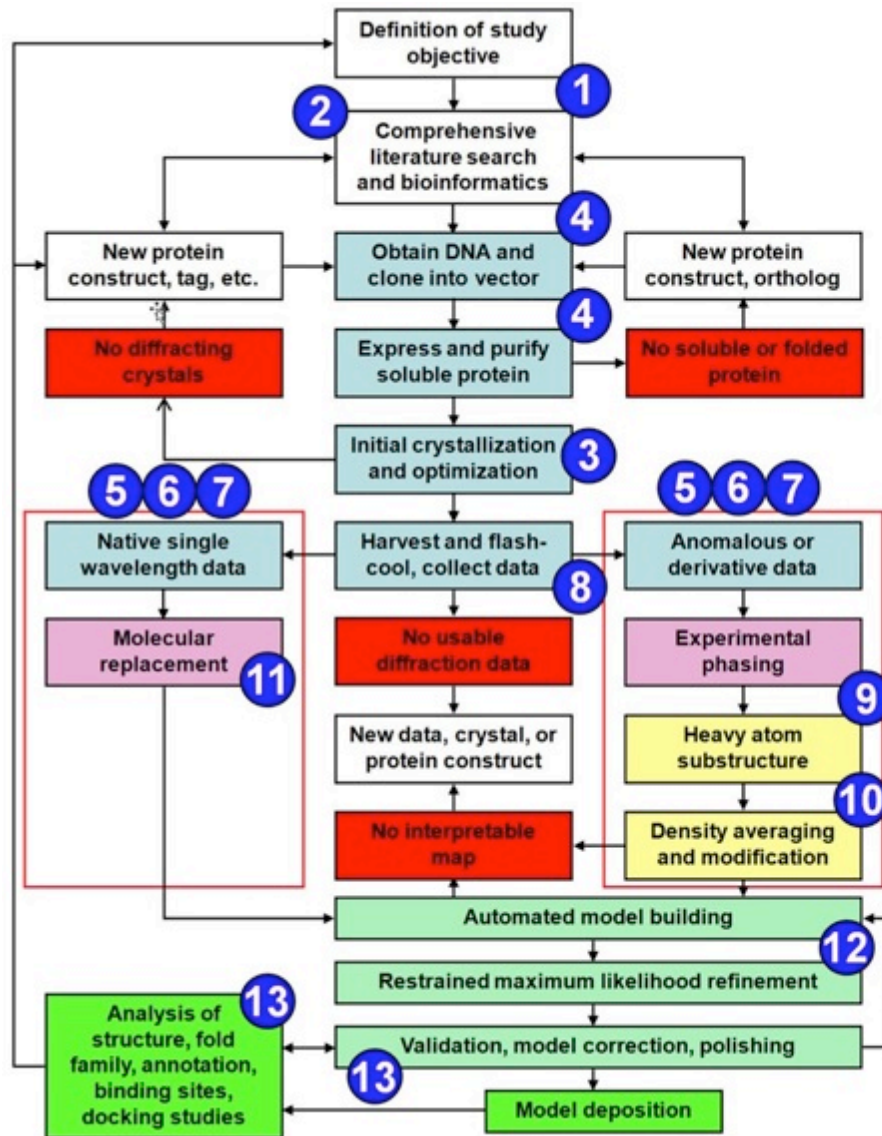 Definition of study
objective
1
2
Comprehensive
literature search
and bioinformatics
4
New protein
construct, tag, etc.
Obtain DNA and
clone into vector
New protein
construct, ortholog
4
No diffracting
crystals
Express and purify
soluble protein
No soluble or folded
protein
Initial crystallization
and optimization
3
5 6 7
5 6 7
Native single
wavelength data
Harvest and flash-
cool, collect data
8
Anomalous or
derivative data
Molecular
replacement
11
No usable
diffraction data
Experimental
phasing
9
New data, crystal, or
protein construct
Heavy atom
substructure
10
No interpretable
map
Density averaging
and modification
Automated model building
12
Restrained maximum likelihood refinement
13
Analysis of
structure, fold
family, annotation,
binding sites,
docking studies
Validation, model correction, polishing
13
Model deposition